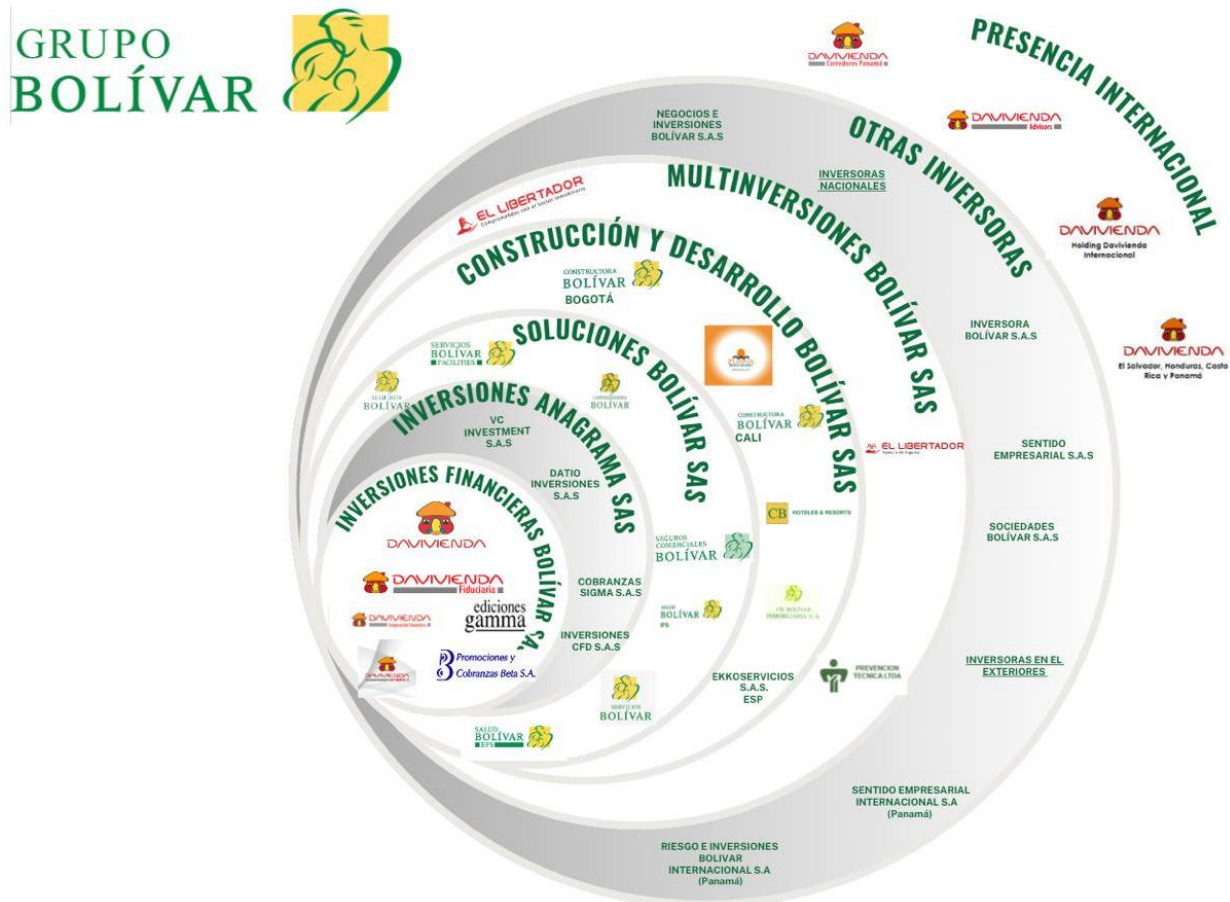 GRUPO
BOLÍVAR
PRESENCIA INTERNACIONAL
DAVIVIENDA
Corredores Panamá
DAVIVIENDA
Advisors
DAVIVIENDA
Holding Davivienda
Internacional
DAVIVIENDA
El Salvador, Honduras, Costa
Rica y Panamá
OTRAS INVERSORAS
NEGOCIOS E
INVERSIONES
BOLÍVAR S.A.S
INVERSORAS
NACIONALES
INVERSORA
BOLÍVAR S.A.S
SENTIDO
EMPRESARIAL S.A.S
SOCIEDADES
BOLÍVAR S.A.S
INVERSORAS EN EL
EXTERIORES
SENTIDO EMPRESARIAL
INTERNACIONAL S.A
(Panamá)
RIESGO E INVERSIONES
BOLIVAR
INTERNACIONAL S.A
(Panamá)
MULTINVERSIONES BOLÍVAR SAS
EL LIBERTADOR
EL LIBERTADOR
PREVENCION
TECNICA LTDA
CONSTRUCCIÓN Y DESARROLLO BOLÍVAR SAS
CONSTRUCTORA
BOLÍVAR
BOGOTÁ
CONSTRUCTORA
BOLÍVAR
CALI
CB HOTELES & RESORTS
CB BOLÍVAR
INMOBILIARIA S.A.
EKKOSERVICIOS
S.A.S.
ESP
SOLUCIONES BOLÍVAR SAS
SERVICIOS
BOLÍVAR
FACILITIES
BOLÍVAR
BOLÍVAR
SEGUROS
COMERCIALES
BOLÍVAR
SALUD
BOLÍVAR
IPS
SERVICIOS
BOLÍVAR
SALUD
BOLÍVAR
EPS
INVERSIONES ANAGRAMA SAS
VC
INVESTMENT
S.A.S
DATIO
INVERSIONES
S.A.S
COBRANZAS
SIGMA S.A.S
INVERSIONES
CFD S.A.S
INVERSIONES FINANCIERAS BOLÍVAR SA.
DAVIVIENDA
DAVIVIENDA
Fiduciaria
DAVIVIENDA
ediciones
gamma
Promociones y
Cobranzas Beta S.A.